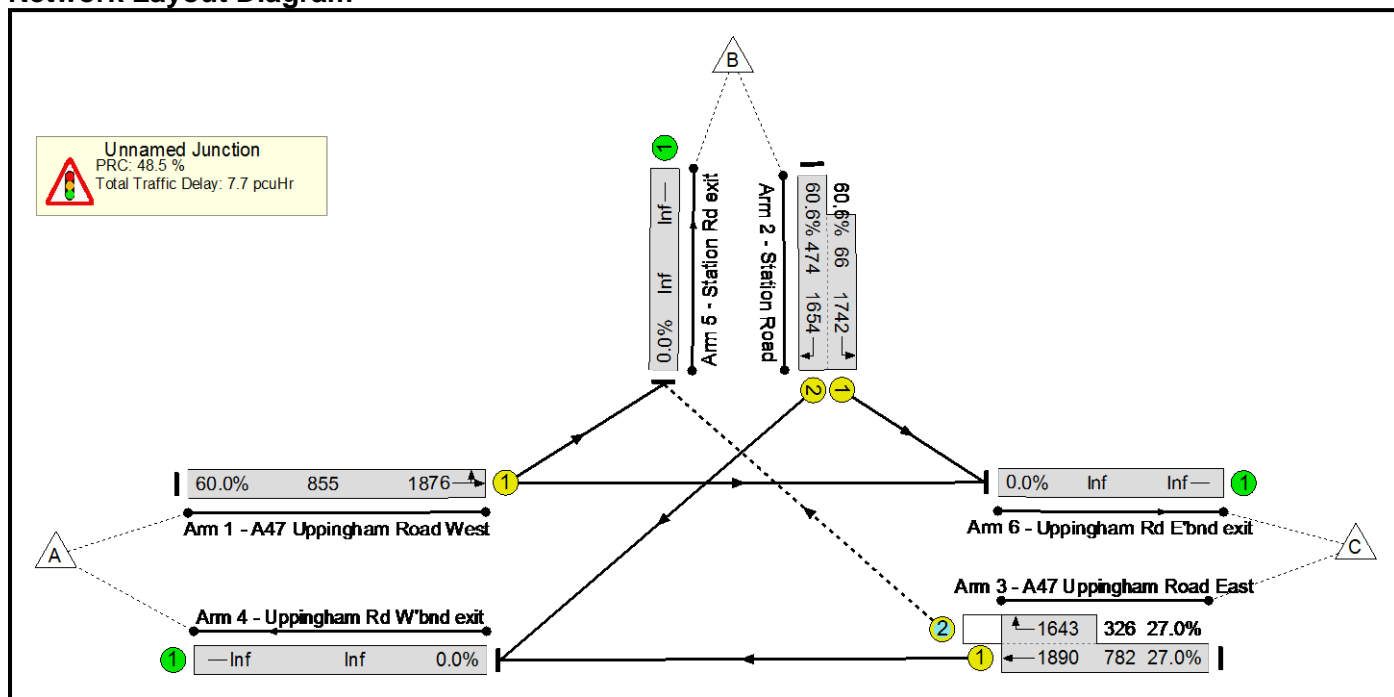 Network Layout Diagram
B
Unnamed Junction
PRC: 48.5 %
Total Traffic Delay: 7.7 pcuHr
1
Arm 5 - Station Rd exit
0.0% Inf Inf
Arm 2 - Station Road
60.6% 474 1654
60.6% 66 1742
2 1
60.0% 855 1876
1
Arm 1 - A47 Uppingham Road West
0.0% Inf Inf
1
Arm 6 - Uppingham Rd E'bnd exit
A
C
Arm 4 - Uppingham Rd W'bnd exit
1
Inf Inf 0.0%
Arm 3 - A47 Uppingham Road East
2
1643 326 27.0%
1
1890 782 27.0%